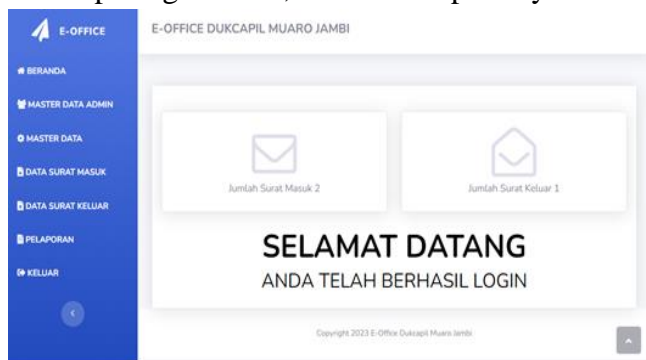 E-OFFICE
E-OFFICE DUKCAPIL MUARO JAMBI
BERANDA
MASTER DATA ADMIN
MASTER DATA
DATA SURAT MASUK
DATA SURAT KELUAR
PELAPORAN
KELUAR
Jumlah Surat Masuk 2
Jumlah Surat Keluar 1
SELAMAT DATANG
ANDA TELAH BERHASIL LOGIN
Copyright 2023 E-Office Dukcapil Muaro Jambi